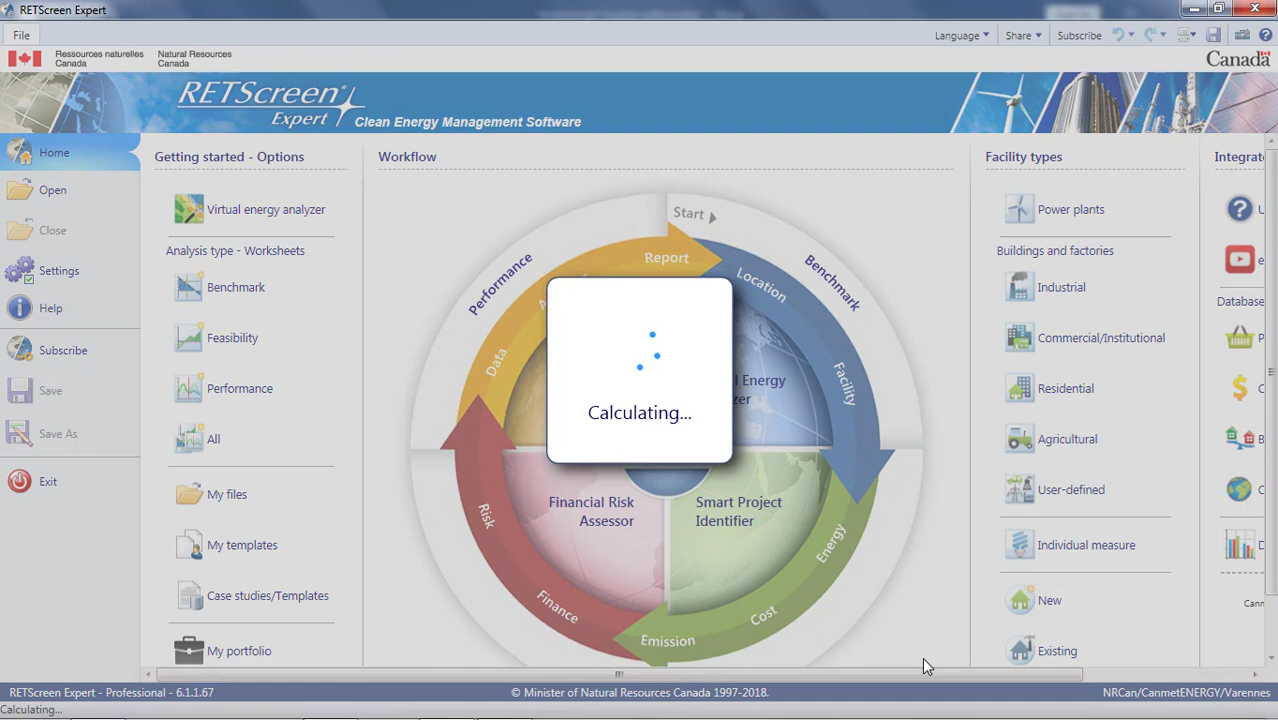 RETScreen Expert
File
Language
Share
Subscribe
Ressources naturelles
Canada
Natural Resources
Canada
Canada
RETScreen®
Expert
Clean Energy Management Software
Home
Open
Close
Settings
Help
Subscribe
Save
Save As
Exit
Getting started - Options
Virtual energy analyzer
Analysis type - Worksheets
Benchmark
Feasibility
Performance
All
My files
My templates
Case studies/Templates
My portfolio
Workflow
Start
Performance
Benchmark
Report
Location
Data
Facility
Calculating...
Financial Risk
Assessor
Smart Project
Identifier
Risk
Energy
Finance
Cost
Emission
Facility types
Power plants
Buildings and factories
Industrial
Commercial/Institutional
Residential
Agricultural
User-defined
Individual measure
New
Existing
RETScreen Expert - Professional - 6.1.1.67
© Minister of Natural Resources Canada 1997-2018.
NRCan/CanmetENERGY/Varennes
Calculating...